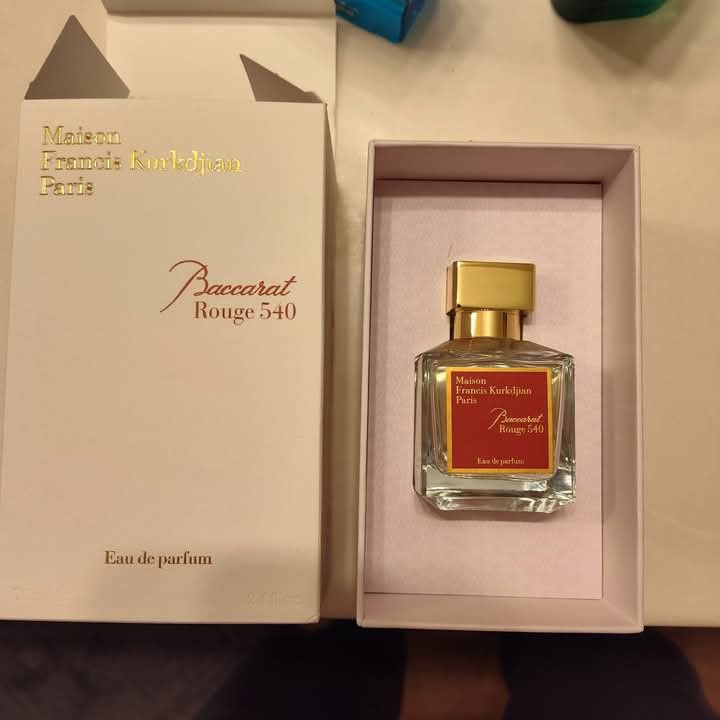 Maison
Francis Kurkdjian
Paris
Baccarat
Rouge 540
Eau de parfum
Maison
Francis Kurkdjian
Paris
Baccarat
Rouge 540
Eau de parfum